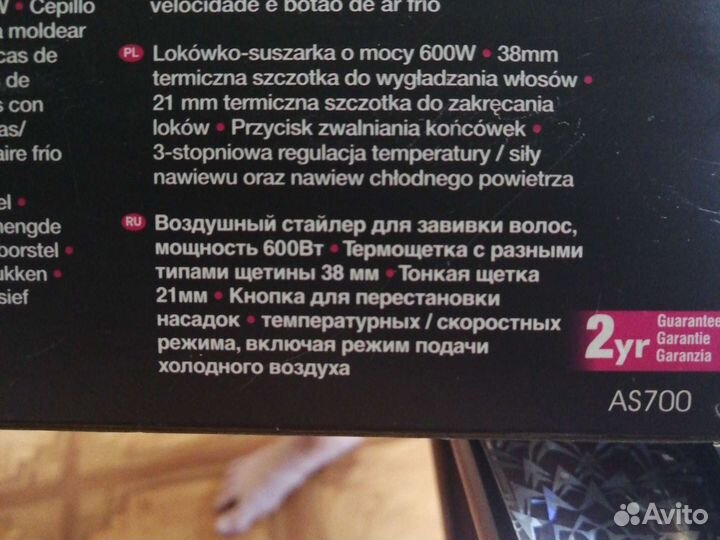 velocidade e botão de ar frio
Cepillo
moldear
cas de
de
s con
as/
aire frío
PL Lokówko-suszarka o mocy 600W • 38mm
termiczna szczotka do wygładzania włosów •
21 mm termiczna szczotka do zakręcania
loków • Przycisk zwalniania końcówek •
3-stopniowa regulacja temperatury / siły
nawiewu oraz nawiew chłodnego powietrza
el •
nengde
borstel •
ukken •
sief
RU Воздушный стайлер для завивки волос,
мощность 600Вт • Термощетка с разными
типами щетины 38 мм • Тонкая щетка
21мм • Кнопка для перестановки
насадок • температурных / скоростных
режима, включая режим подачи
холодного воздуха
2yr
Guarantee
Garantie
Garanzia
AS700
Avito